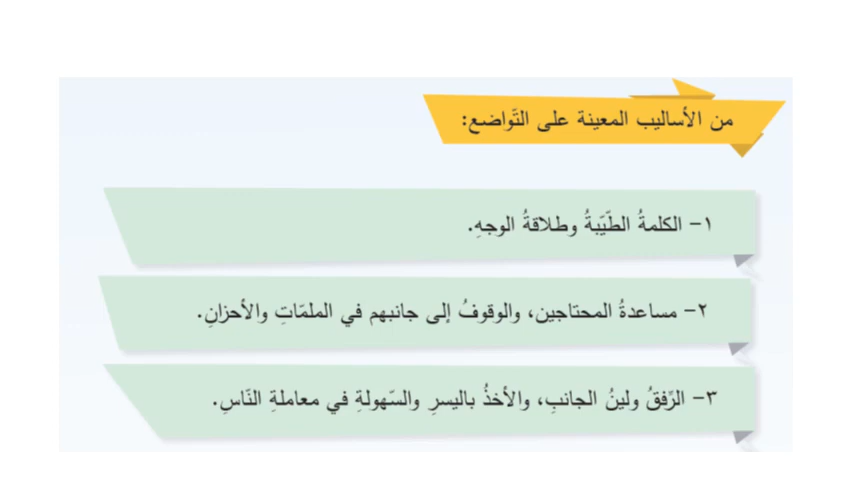 من الأساليب المعينة على التّواضع:
١- الكلمةُ الطّيّبةُ وطلاقةُ الوجهِ.
٢- مساعدةُ المحتاجين، والوقوفُ إلى جانبهم في الملمّاتِ والأحزانِ.
٣- الرّفقُ ولينُ الجانبِ، والأخذُ باليسرِ والسّهولةِ في معاملةِ النّاسِ.